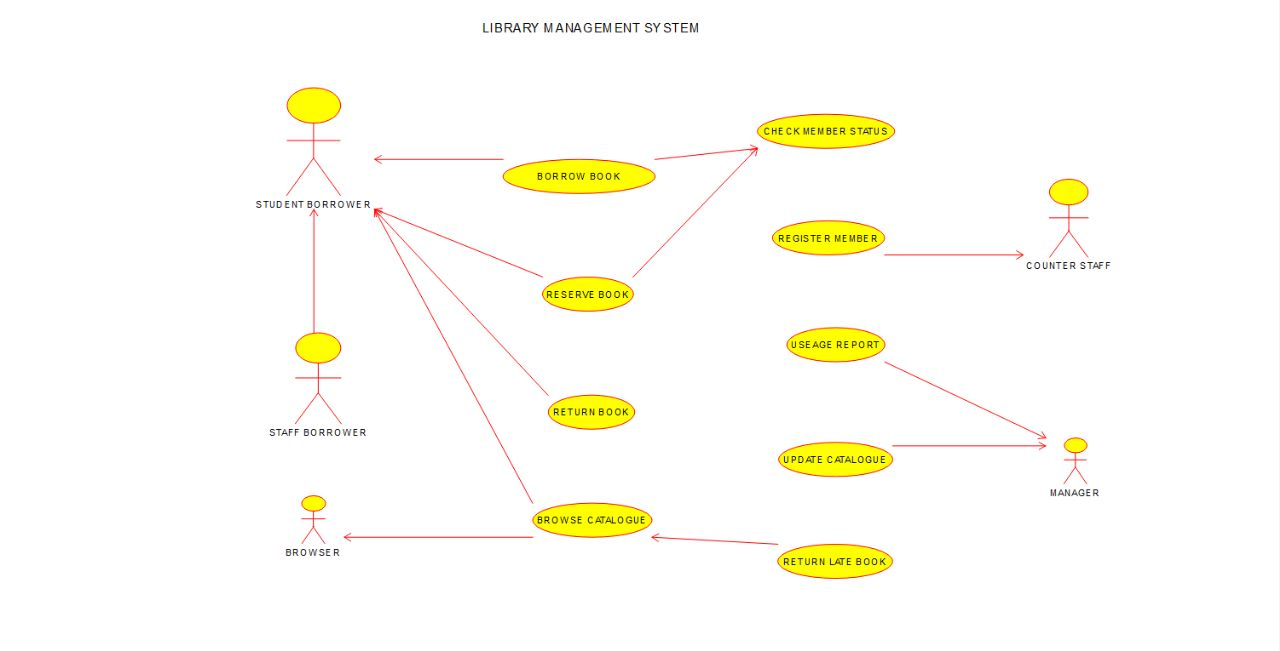 LIBRARY MANAGEMENT SYSTEM
CHECK MEMBER STATUS
BORROW BOOK
STUDENT BORROWER
REGISTER MEMBER
COUNTER STAFF
RESERVE BOOK
USEAGE REPORT
RETURN BOOK
STAFF BORROWER
UPDATE CATALOGUE
MANAGER
BROWSE CATALOGUE
BROWSER
RETURN LATE BOOK